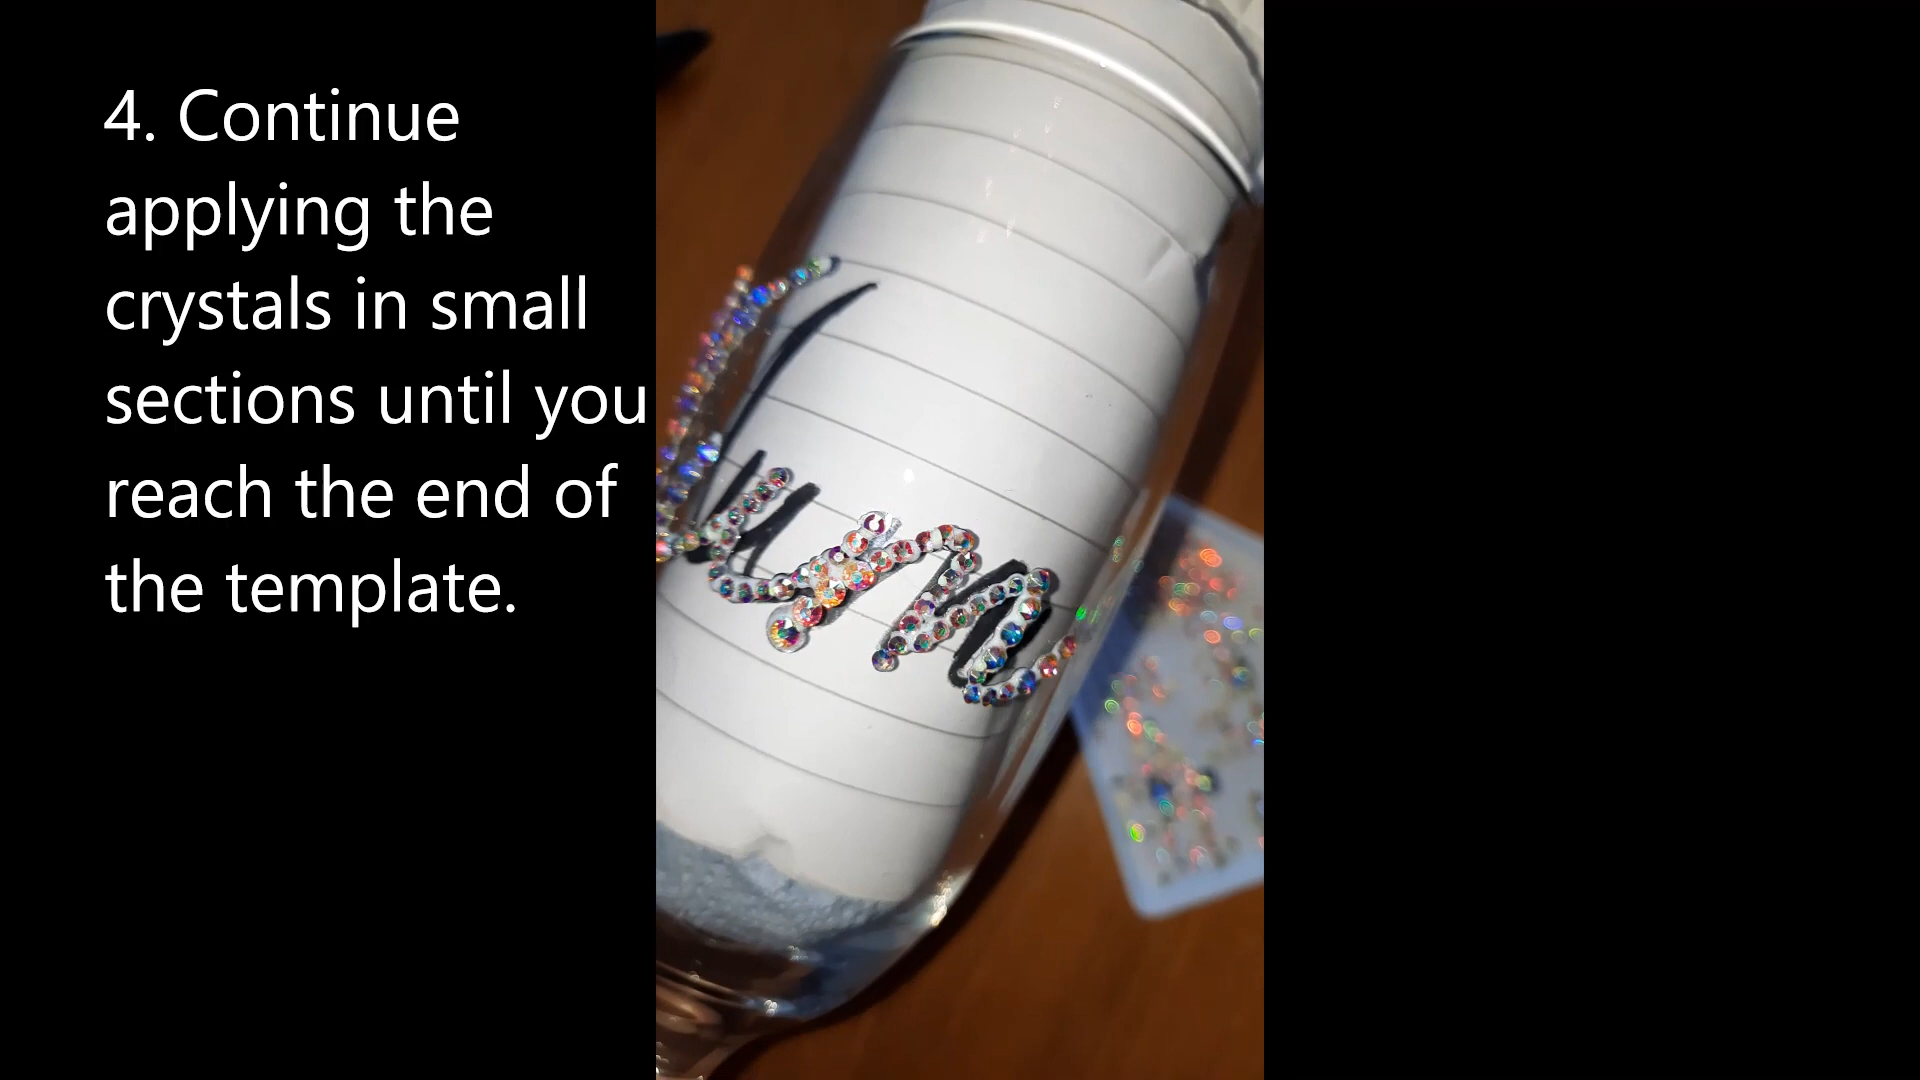 4. Continue
applying the
crystals in small
sections until you
reach the end of
the template.